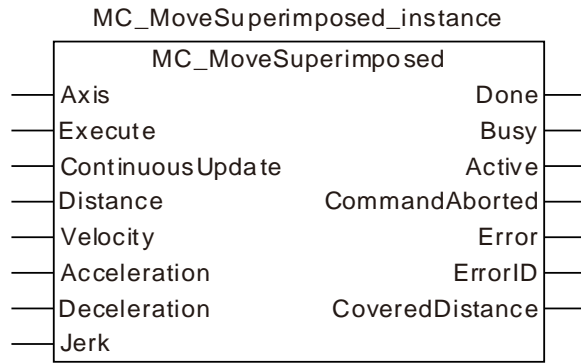 MC_MoveSuperimposed_instance
MC_MoveSuperimposed
Axis Done
Execute Busy
ContinuousUpdate Active
Distance CommandAborted
Velocity Error
Acceleration ErrorID
Deceleration CoveredDistance
Jerk